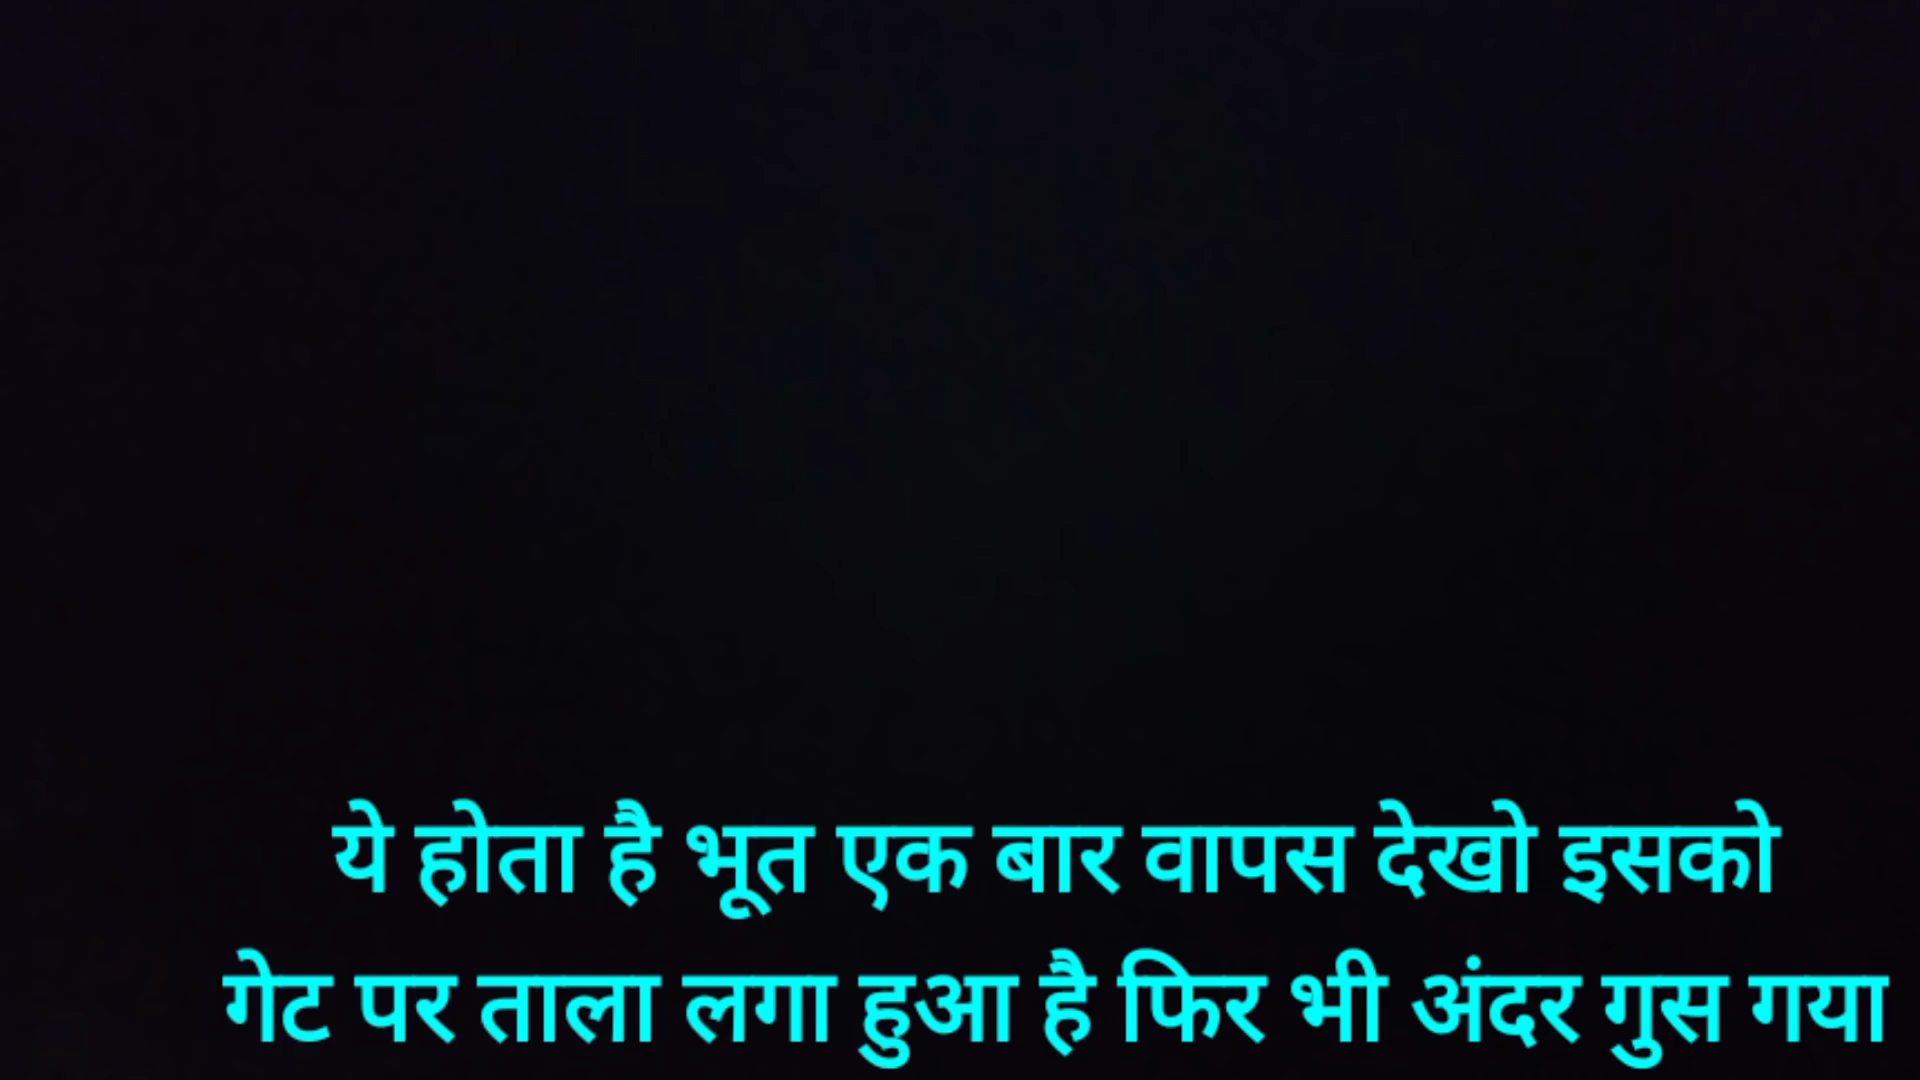 ये होता है भूत एक बार वापस देखो इसको
गेट पर ताला लगा हुआ है फिर भी अंदर गुस गया